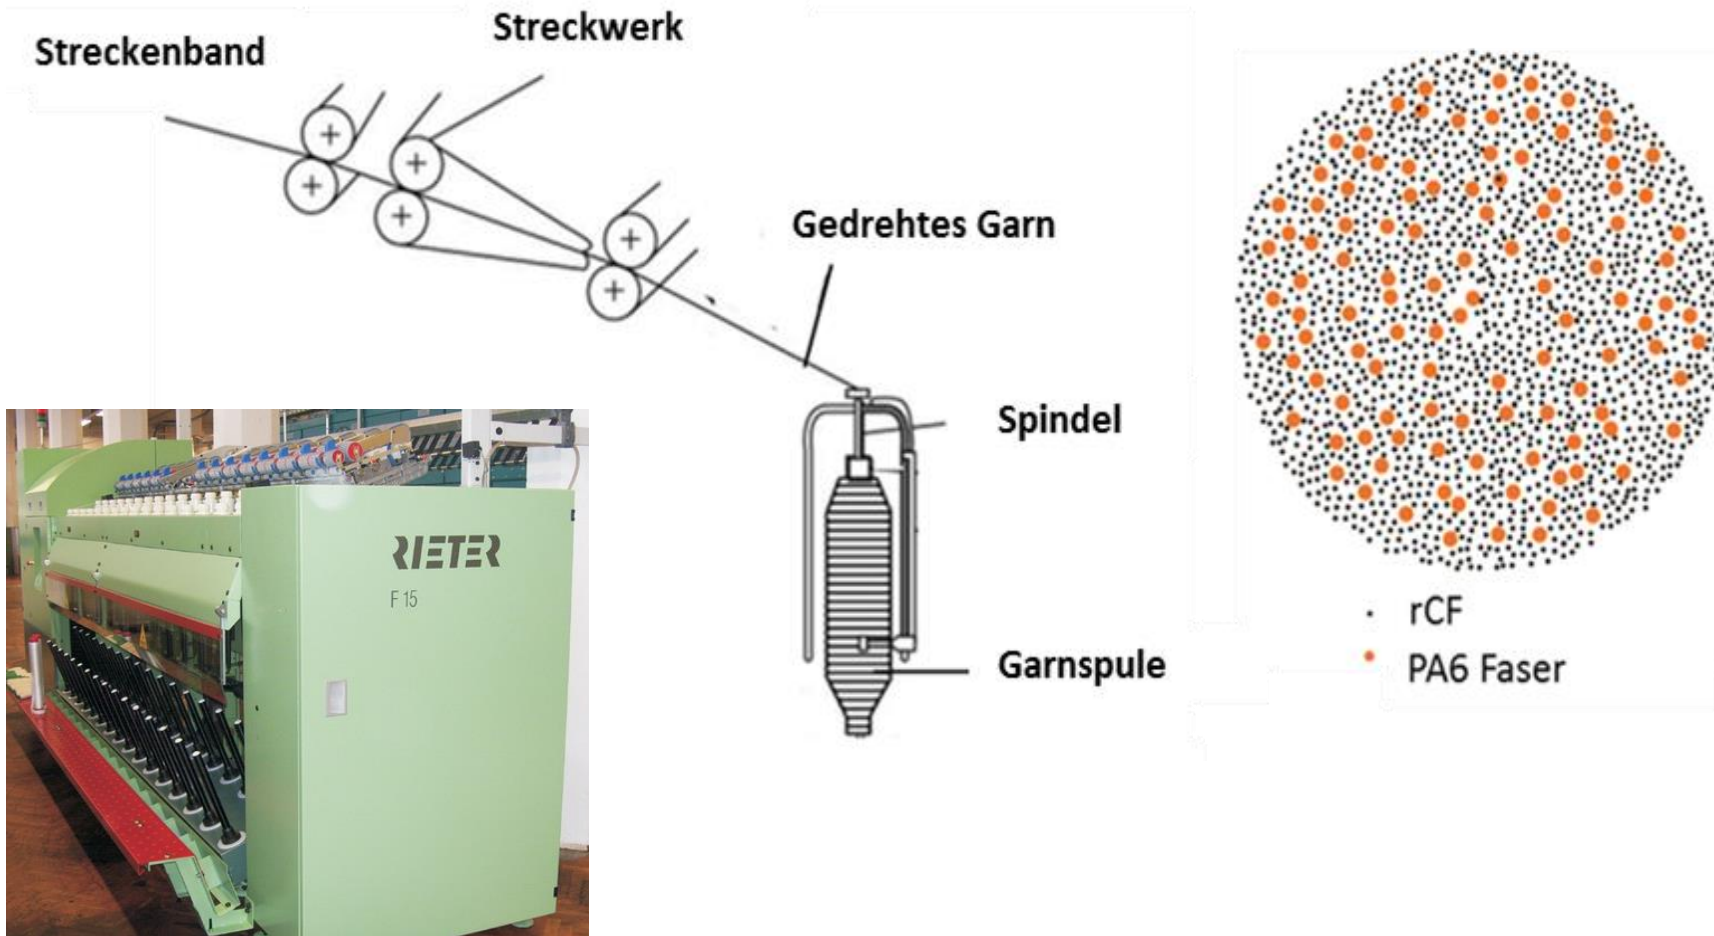 Streckenband
Streckwerk
Gedrehtes Garn
Spindel
Garnspule
RIETER
F 15
rCF
PA6 Faser